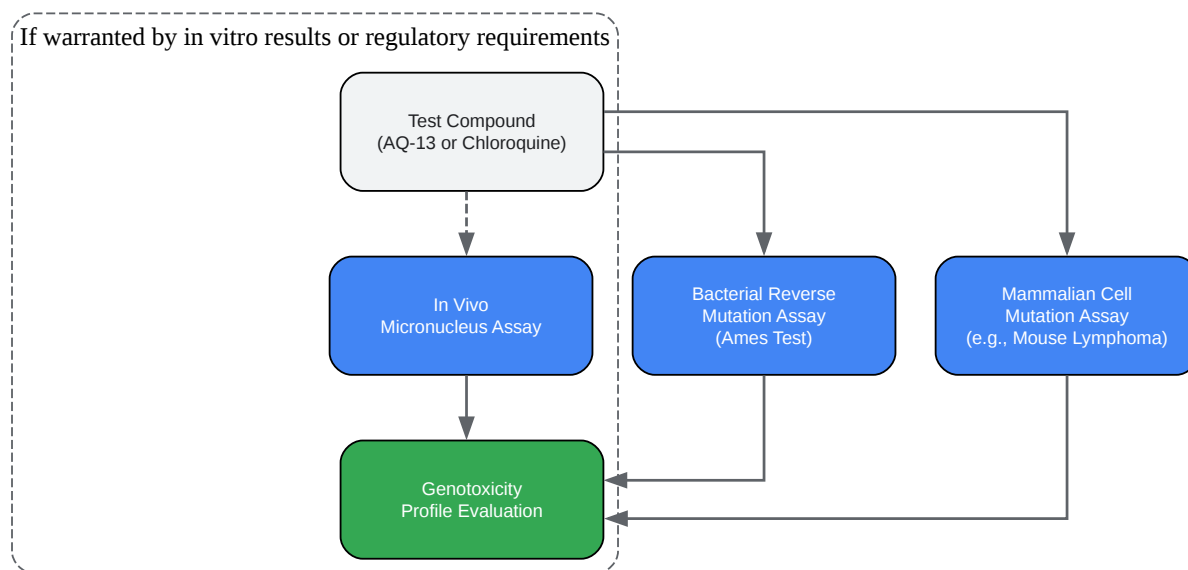 If warranted by in vitro results or regulatory requirements
Test Compound
(AQ-13 or Chloroquine)
In Vivo
Micronucleus Assay
Bacterial Reverse
Mutation Assay
(Ames Test)
Mammalian Cell
Mutation Assay
(e.g., Mouse Lymphoma)
Genotoxicity
Profile Evaluation